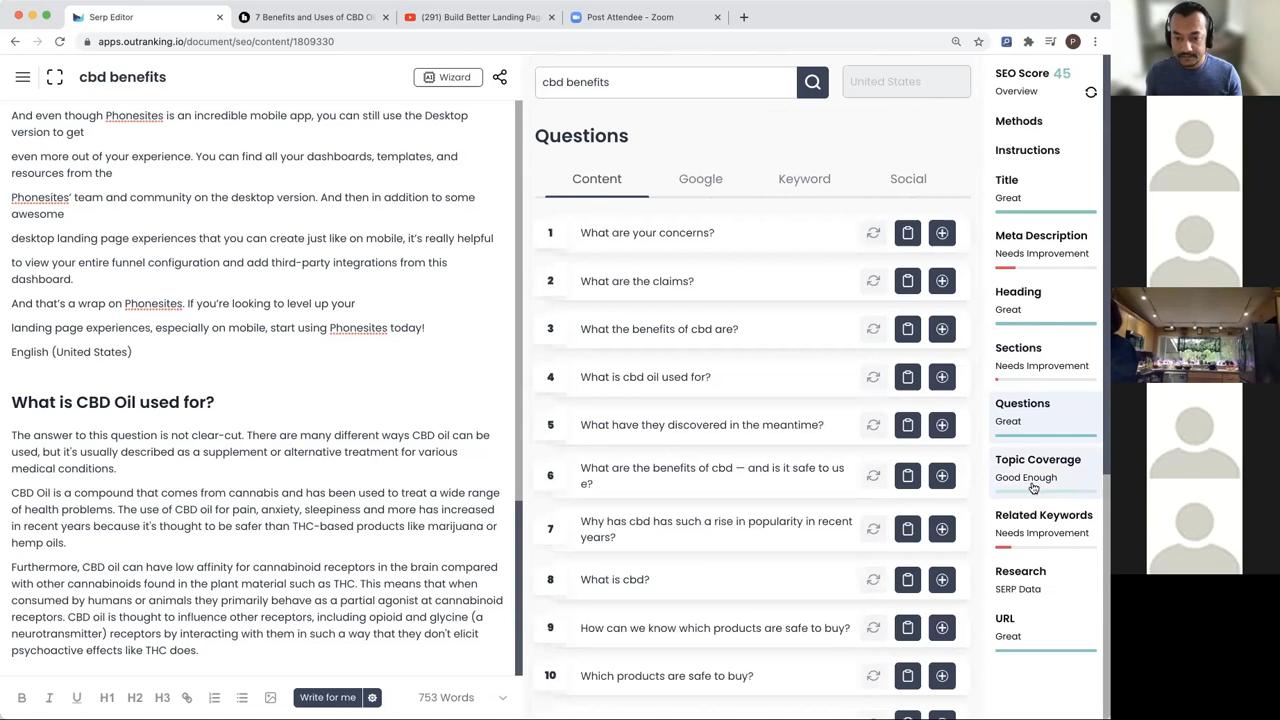 Serp Editor
7 Benefits and Uses of CBD O
(291) Build Better Landing Pag
Post Attendee - Zoom
apps.outranking.io/document/seo/content/1809330
P
cbd benefits
AI Wizard
And even though Phonesites is an incredible mobile app, you can still use the Desktop
version to get
even more out of your experience. You can find all your dashboards, templates, and
resources from the
Phonesites' team and community on the desktop version. And then in addition to some
awesome
desktop landing page experiences that you can create just like on mobile, it's really helpful
to view your entire funnel configuration and add third-party integrations from this
dashboard.
And that's a wrap on Phonesites. If you're looking to level up your
landing page experiences, especially on mobile, start using Phonesites today!
English (United States)
What is CBD Oil used for?
The answer to this question is not clear-cut. There are many different ways CBD oil can be
used, but it's usually described as a supplement or alternative treatment for various
medical conditions.
CBD Oil is a compound that comes from cannabis and has been used to treat a wide range
of health problems. The use of CBD oil for pain, anxiety, sleepiness and more has increased
in recent years because it's thought to be safer than THC-based products like marijuana or
hemp oils.
Furthermore, CBD oil can have low affinity for cannabinoid receptors in the brain compared
with other cannabinoids found in the plant material such as THC. This means that when
consumed by humans or animals they primarily behave as a partial agonist at cannabinoid
receptors. CBD oil is thought to influence other receptors, including opioid and glycine (a
neurotransmitter) receptors by interacting with them in such a way that they don't elicit
psychoactive effects like THC does.
B I U H1 H2 H3
Write for me
753 Words
cbd benefits
United States
Questions
Content Google Keyword Social
1 What are your concerns?
2 What are the claims?
3 What the benefits of cbd are?
4 What is cbd oil used for?
5 What have they discovered in the meantime?
6 What are the benefits of cbd — and is it safe to us
e?
7 Why has cbd has such a rise in popularity in recent
years?
8 What is cbd?
9 How can we know which products are safe to buy?
10 Which products are safe to buy?
SEO Score 45
Overview
Methods
Instructions
Title
Great
Meta Description
Needs Improvement
Heading
Great
Sections
Needs Improvement
Questions
Great
Topic Coverage
Good Enough
Related Keywords
Needs Improvement
Research
SERP Data
URL
Great